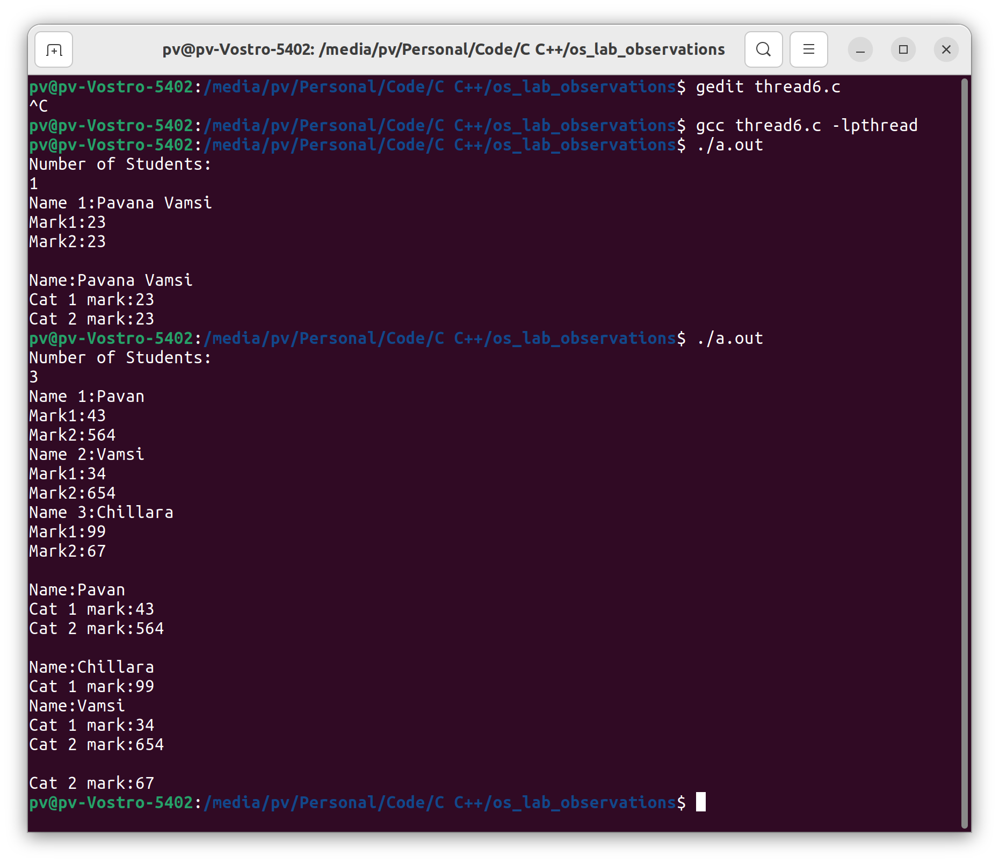 pv@pv-Vostro-5402: /media/pv/Personal/Code/C C++/os_lab_observations
pv@pv-Vostro-5402:/media/pv/Personal/Code/C C++/os_lab_observations$ gedit thread6.c
^C
pv@pv-Vostro-5402:/media/pv/Personal/Code/C C++/os_lab_observations$ gcc thread6.c -lpthread
pv@pv-Vostro-5402:/media/pv/Personal/Code/C C++/os_lab_observations$ ./a.out
Number of Students:
1
Name 1:Pavana Vamsi
Mark1:23
Mark2:23
Name:Pavana Vamsi
Cat 1 mark:23
Cat 2 mark:23
pv@pv-Vostro-5402:/media/pv/Personal/Code/C C++/os_lab_observations$ ./a.out
Number of Students:
3
Name 1:Pavan
Mark1:43
Mark2:564
Name 2:Vamsi
Mark1:34
Mark2:654
Name 3:Chillara
Mark1:99
Mark2:67
Name:Pavan
Cat 1 mark:43
Cat 2 mark:564
Name:Chillara
Cat 1 mark:99
Name:Vamsi
Cat 1 mark:34
Cat 2 mark:654
Cat 2 mark:67
pv@pv-Vostro-5402:/media/pv/Personal/Code/C C++/os_lab_observations$